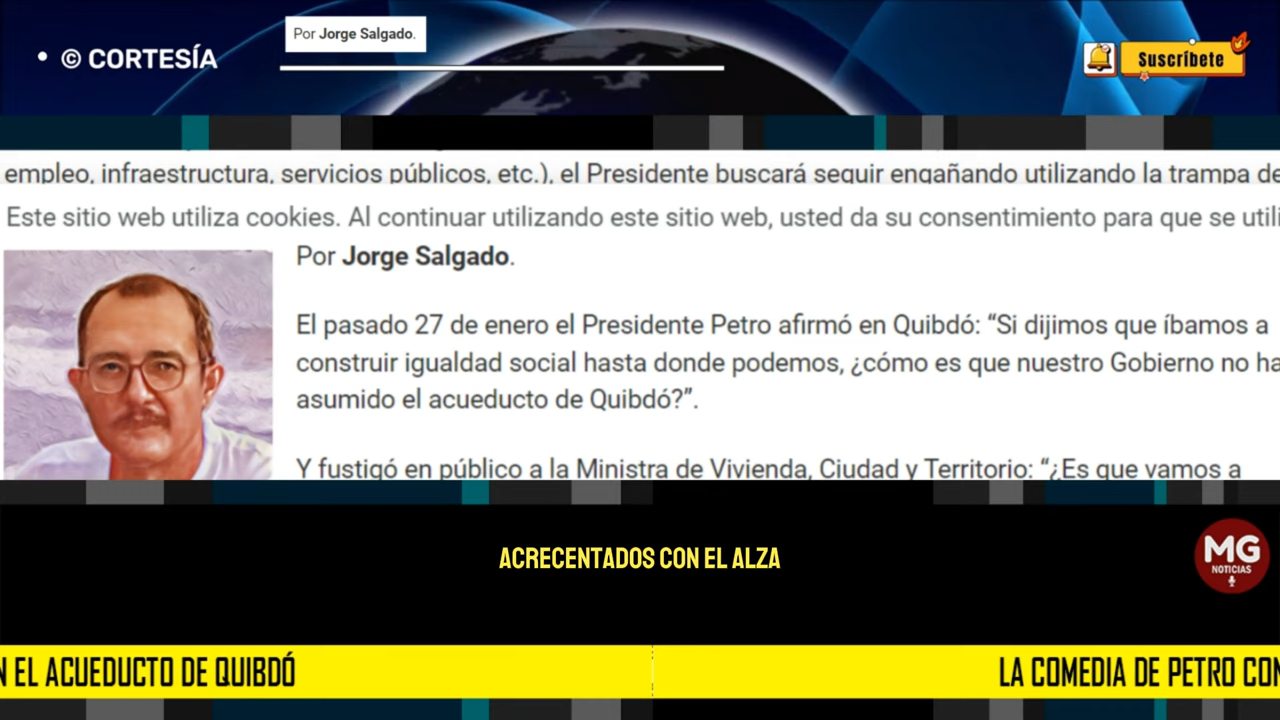 Por Jorge Salgado.
• © CORTESÍA
Suscríbete
empleo, infraestructura, servicios públicos, etc.), el Presidente buscará seguir engañando utilizando la trampa de
Este sitio web utiliza cookies. Al continuar utilizando este sitio web, usted da su consentimiento para que se utili
Por Jorge Salgado.
El pasado 27 de enero el Presidente Petro afirmó en Quibdó: “Si dijimos que íbamos a
construir igualdad social hasta donde podemos, ¿cómo es que nuestro Gobierno no ha
asumido el acueducto de Quibdó?”.
Y fustigó en público a la Ministra de Vivienda, Ciudad y Territorio: “¿Es que vamos a
ACRECENTADOS CON EL ALZA
MG
NOTICIAS
N EL ACUEDUCTO DE QUIBDÓ
LA COMEDIA DE PETRO CON